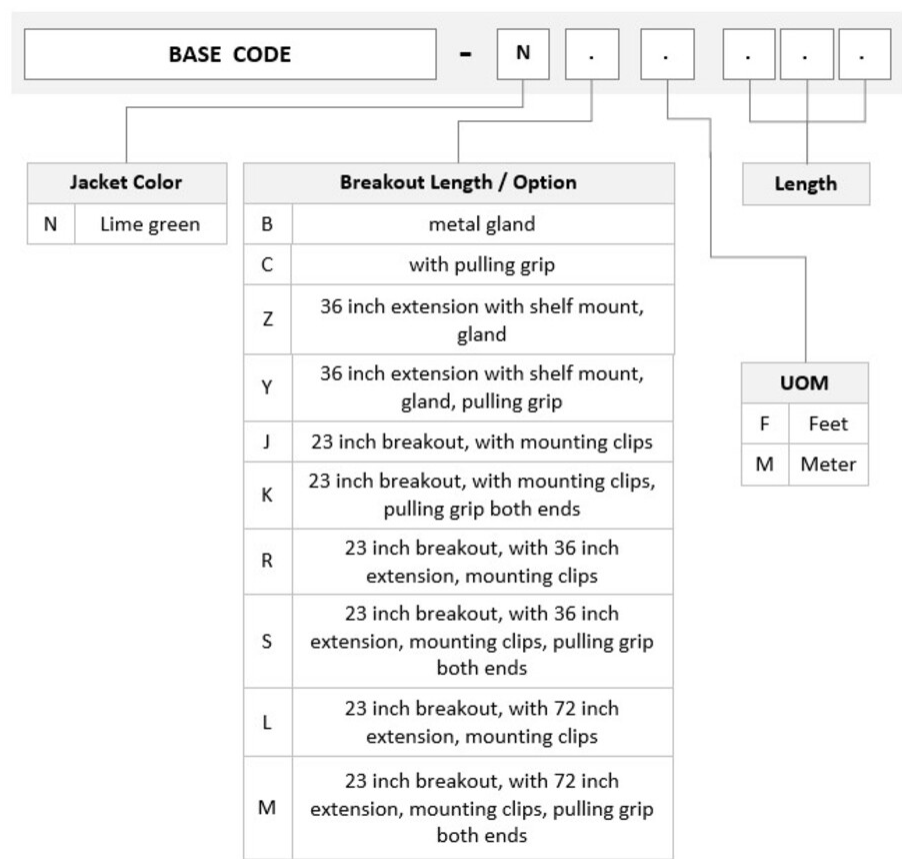 BASE CODE - N . . . . .
Jacket Color
N Lime green
Breakout Length / Option
B metal gland
C with pulling grip
Z 36 inch extension with shelf mount,
gland
Y 36 inch extension with shelf mount,
gland, pulling grip
J 23 inch breakout, with mounting clips
K 23 inch breakout, with mounting clips,
pulling grip both ends
R 23 inch breakout, with 36 inch
extension, mounting clips
S 23 inch breakout, with 36 inch
extension, mounting clips, pulling grip
both ends
L 23 inch breakout, with 72 inch
extension, mounting clips
M 23 inch breakout, with 72 inch
extension, mounting clips, pulling grip
both ends
Length
UOM
F Feet
M Meter